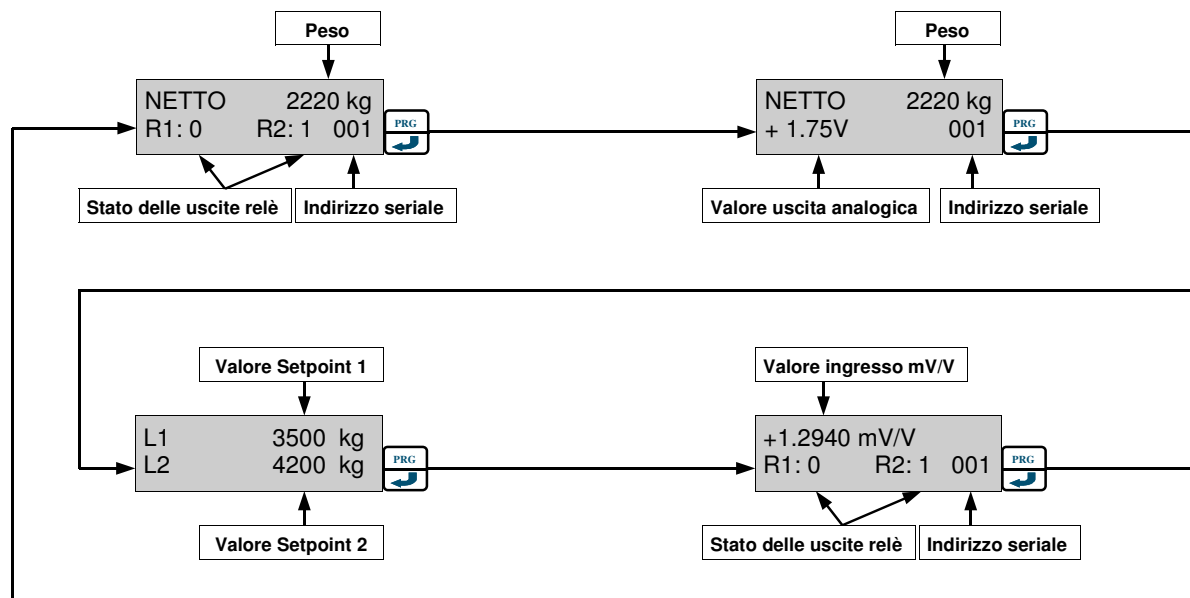 Peso
NETTO 2220 kg
R1: 0 R2: 1 001
PRG
Stato delle uscite relè
Indirizzo seriale
Peso
NETTO 2220 kg
+ 1.75V 001
PRG
Valore uscita analogica
Indirizzo seriale
Valore Setpoint 1
L1 3500 kg
L2 4200 kg
PRG
Valore Setpoint 2
Valore ingresso mV/V
+1.2940 mV/V
R1: 0 R2: 1 001
PRG
Stato delle uscite relè
Indirizzo seriale